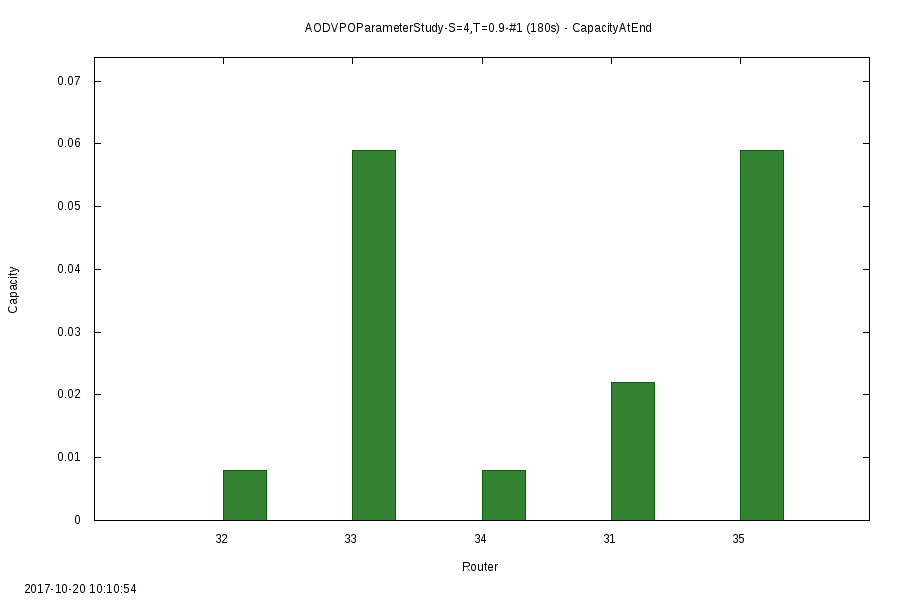 AODVPOParameterStudy-S=4,T=0.9-#1 (180s) - CapacityAtEnd
0.07
0.06
0.05
0.04
0.03
0.02
0.01
0
Capacity
32 33 34 31 35
Router
2017-10-20 10:10:54